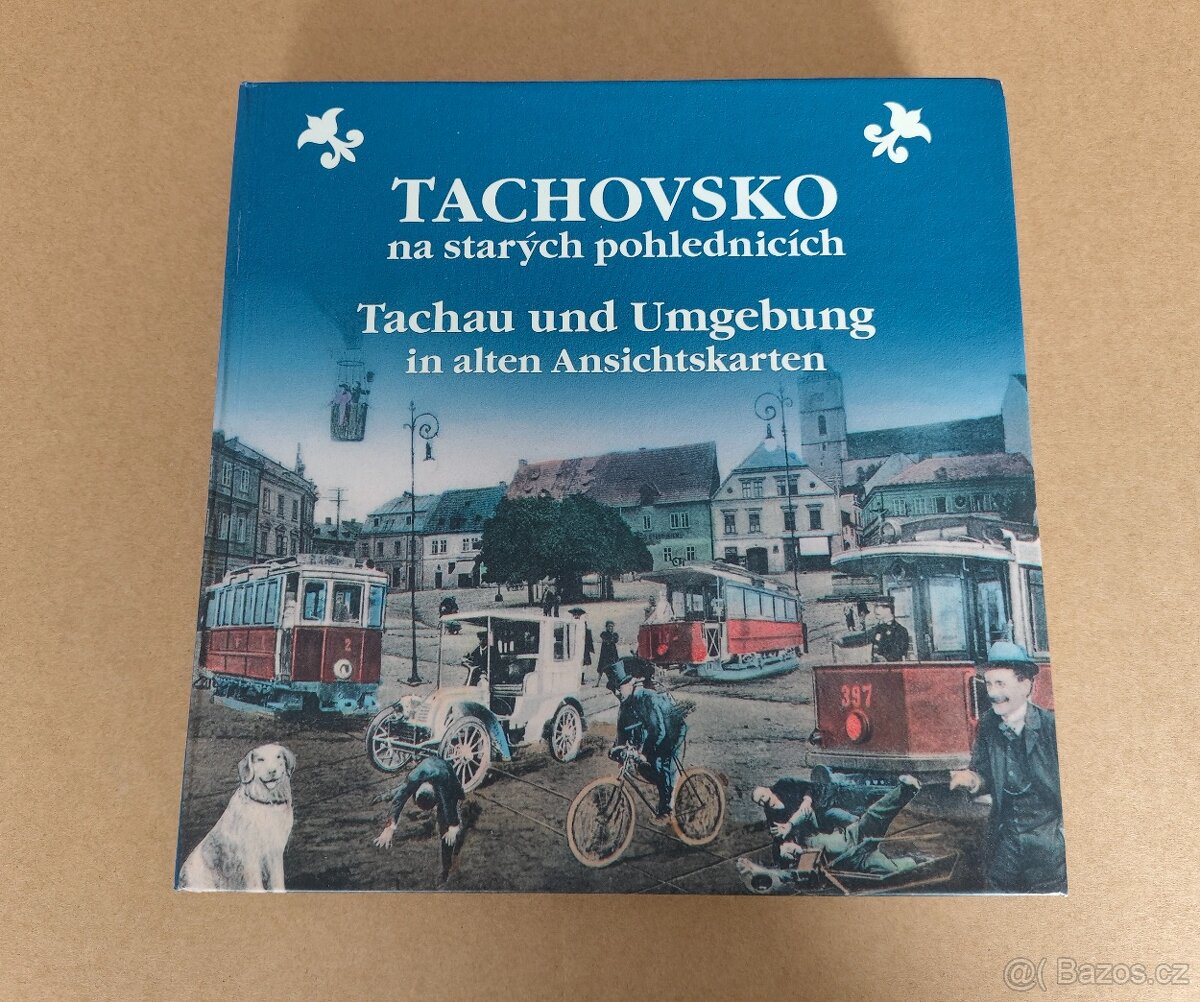 TACHOVSKO
na starých pohlednicích
Tachau und Umgebung
in alten Ansichtskarten
2
397
@( Bazos.cz